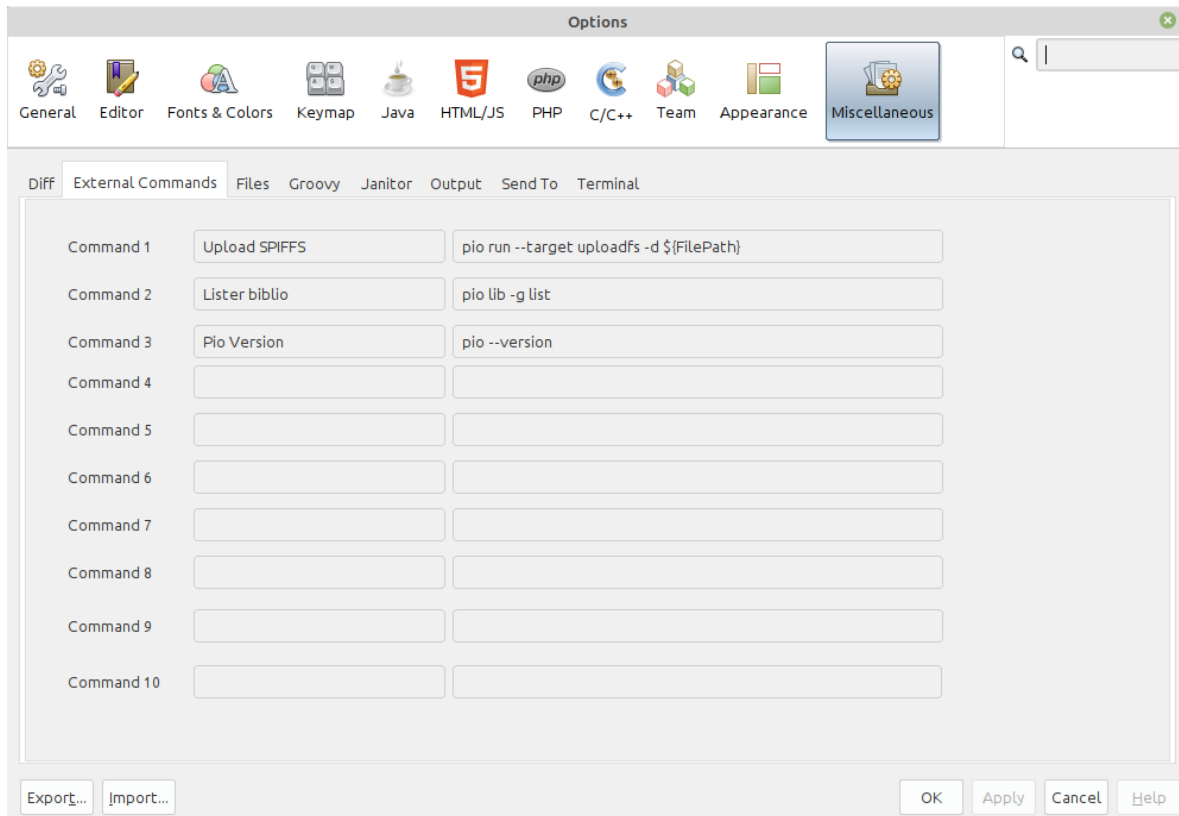 Options
General Editor Fonts & Colors Keymap Java HTML/JS PHP C/C++ Team Appearance Miscellaneous
Diff External Commands Files Groovy Janitor Output Send To Terminal
Command 1 Upload SPIFFS pio run --target uploadfs -d ${FilePath}
Command 2 Lister biblio pio lib -g list
Command 3 Pio Version pio --version
Command 4
Command 5
Command 6
Command 7
Command 8
Command 9
Command 10
Export... Import... OK Apply Cancel Help